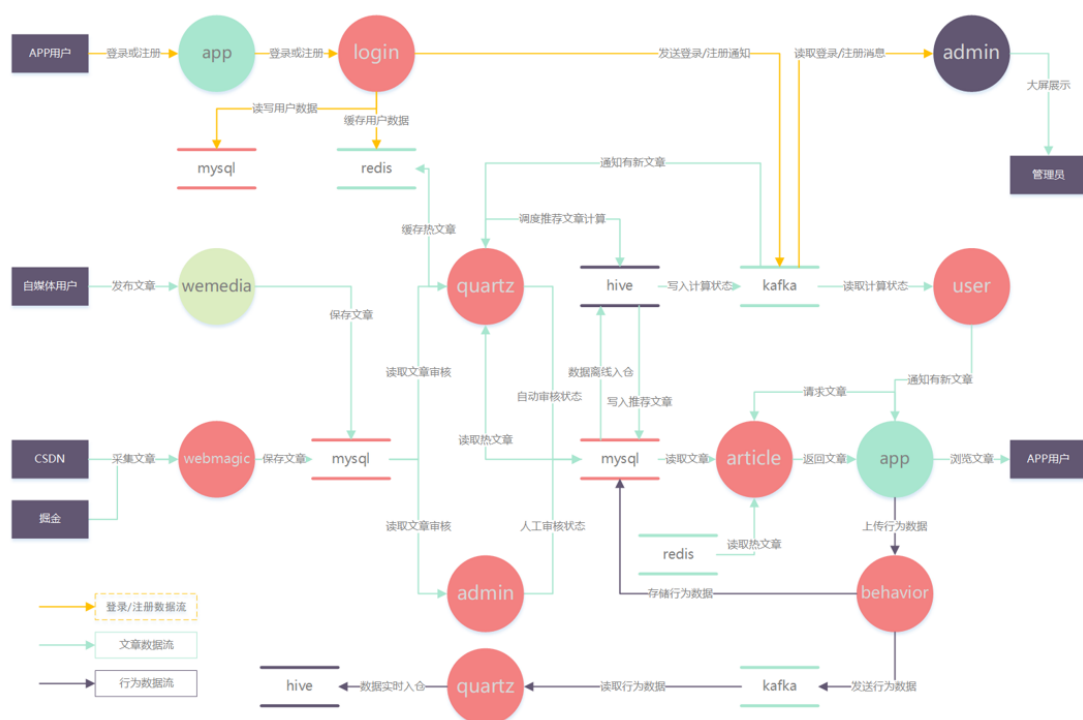 APP用户
登录或注册
app
登录或注册
login
发送登录/注册通知
读取登录/注册消息
admin
大屏展示
读写用户数据
缓存用户数据
mysql
redis
通知有新文章
管理员
调度推荐文章计算
缓存热文章
自媒体用户
发布文章
wemedia
quartz
hive
写入计算状态
kafka
读取计算状态
user
保存文章
读取文章审核
数据离线入仓
通知有新文章
自动审核状态
请求文章
写入推荐文章
读取热文章
CSDN
采集文章
webmagic
保存文章
mysql
mysql
读取文章
article
返回文章
app
浏览文章
APP用户
掘金
读取文章审核
人工审核状态
上传行为数据
redis
读取热文章
admin
存储行为数据
behavior
登录/注册数据流
文章数据流
行为数据流
hive
数据实时入仓
quartz
读取行为数据
kafka
发送行为数据